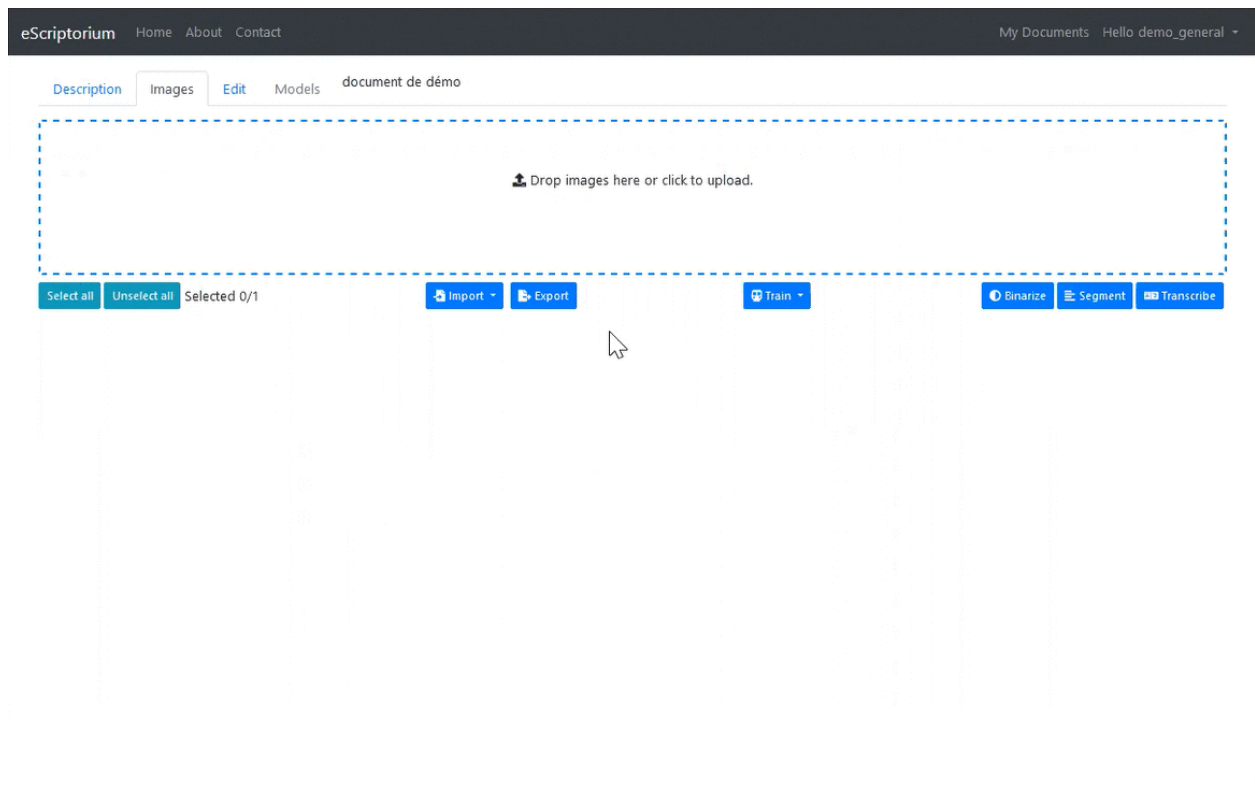 eScriptorium Home About Contact My Documents Hello demo_general
Description Images Edit Models document de démo
Drop images here or click to upload.
Select all Unselect all Selected 0/1 Import Export Train Binarize Segment Transcribe